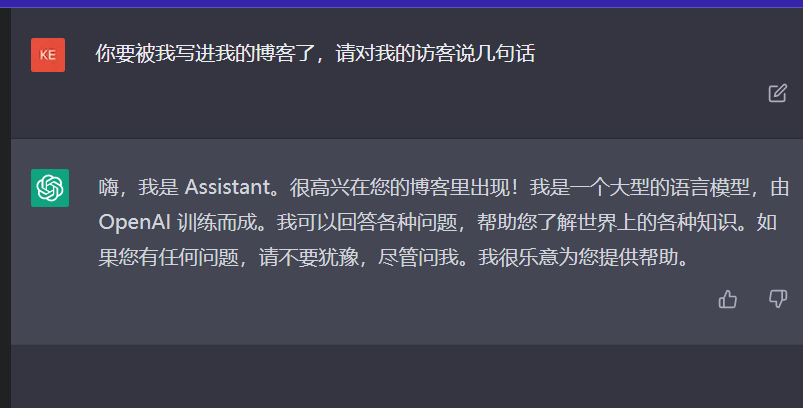 KE
你要被我写进我的博客了，请对我的访客说几句话
嗨，我是 Assistant。很高兴在您的博客里出现！我是一个大型的语言模型，由
OpenAI 训练而成。我可以回答各种问题，帮助您了解世界上的各种知识。如
果您有任何问题，请不要犹豫，尽管问我。我很乐意为您提供帮助。